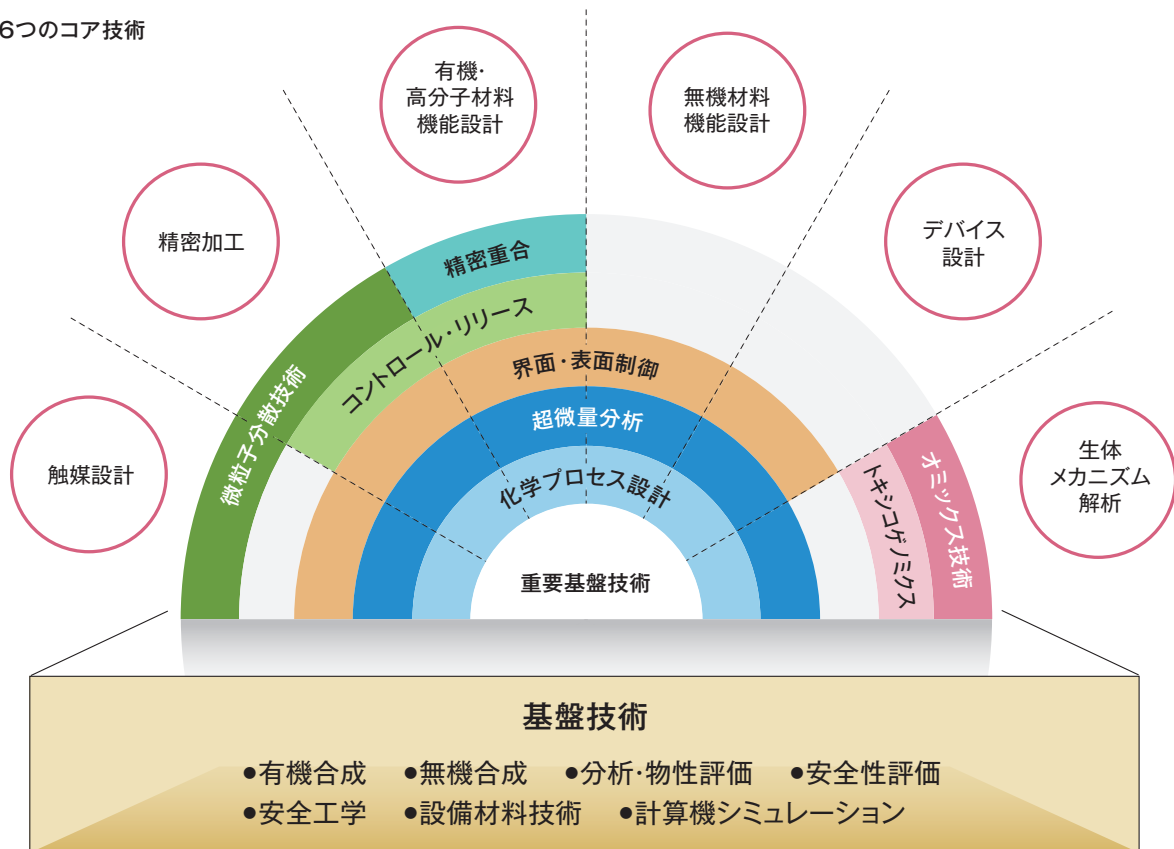 6つのコア技術
有機・
高分子材料
機能設計
無機材料
機能設計
精密加工
デバイス
設計
触媒設計
生体
メカニズム
解析
精密重合
コントロール・リリース
微粒子分散技術
界面・表面制御
超微量分析
化学プロセス設計
トキシコゲノミクス
オミックス技術
重要基盤技術
基盤技術
●有機合成 ●無機合成 ●分析・物性評価 ●安全性評価
●安全工学 ●設備材料技術 ●計算機シミュレーション